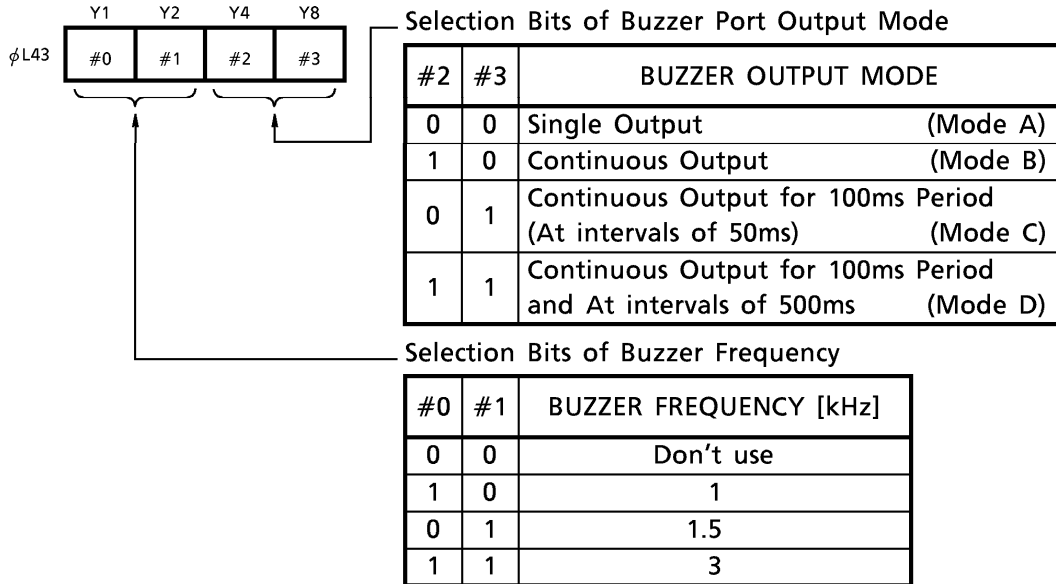 Y1 Y2 Y4 Y8
ϕL43 #0 #1 #2 #3
Selection Bits of Buzzer Port Output Mode
#2 #3 BUZZER OUTPUT MODE
0 0 Single Output (Mode A)
1 0 Continuous Output (Mode B)
0 1 Continuous Output for 100ms Period
(At intervals of 50ms) (Mode C)
1 1 Continuous Output for 100ms Period
and At intervals of 500ms (Mode D)
Selection Bits of Buzzer Frequency
#0 #1 BUZZER FREQUENCY [kHz]
0 0 Don't use
1 0 1
0 1 1.5
1 1 3